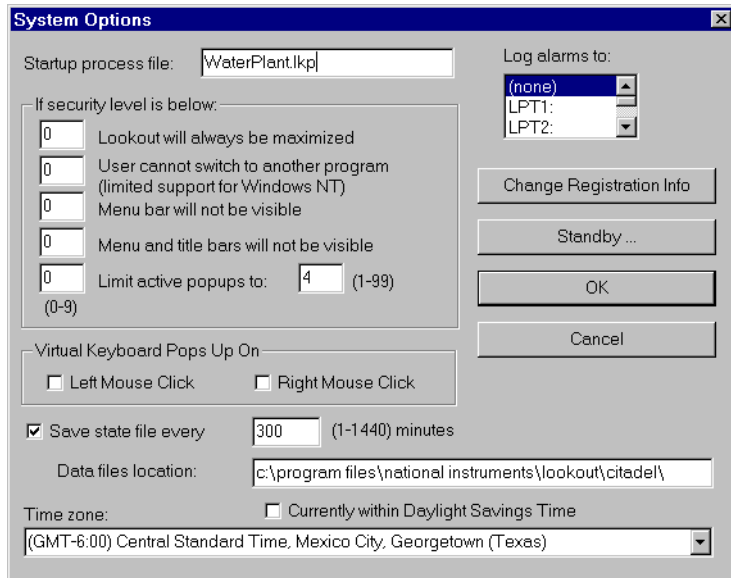 System Options
Startup process file: WaterPlant.lkp
Log alarms to:
(none)
LPT1:
LPT2:
If security level is below:
0 Lookout will always be maximized
0 User cannot switch to another program
(limited support for Windows NT)
0 Menu bar will not be visible
0 Menu and title bars will not be visible
0 Limit active popups to: 4 (1-99)
(0-9)
Change Registration Info
Standby ...
OK
Cancel
Virtual Keyboard Pops Up On
Left Mouse Click Right Mouse Click
Save state file every 300 (1-1440) minutes
Data files location: c:\program files\national instruments\lookout\citadel\
Time zone: Currently within Daylight Savings Time
(GMT-6:00) Central Standard Time, Mexico City, Georgetown (Texas)